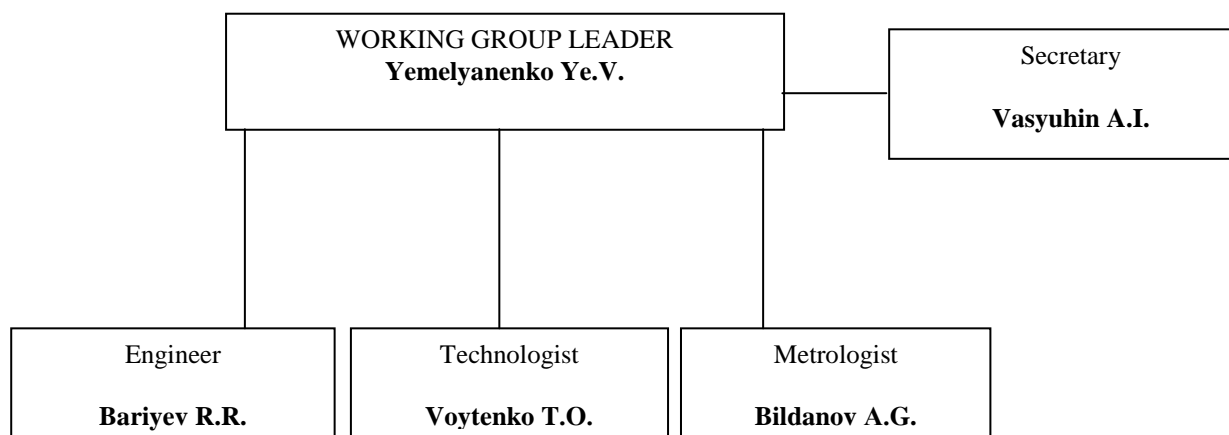 WORKING GROUP LEADER
Yemelyanenko Ye.V.
Secretary
Vasyuhin A.I.
Engineer
Bariyev R.R.
Technologist
Voytenko T.O.
Metrologist
Bildanov A.G.